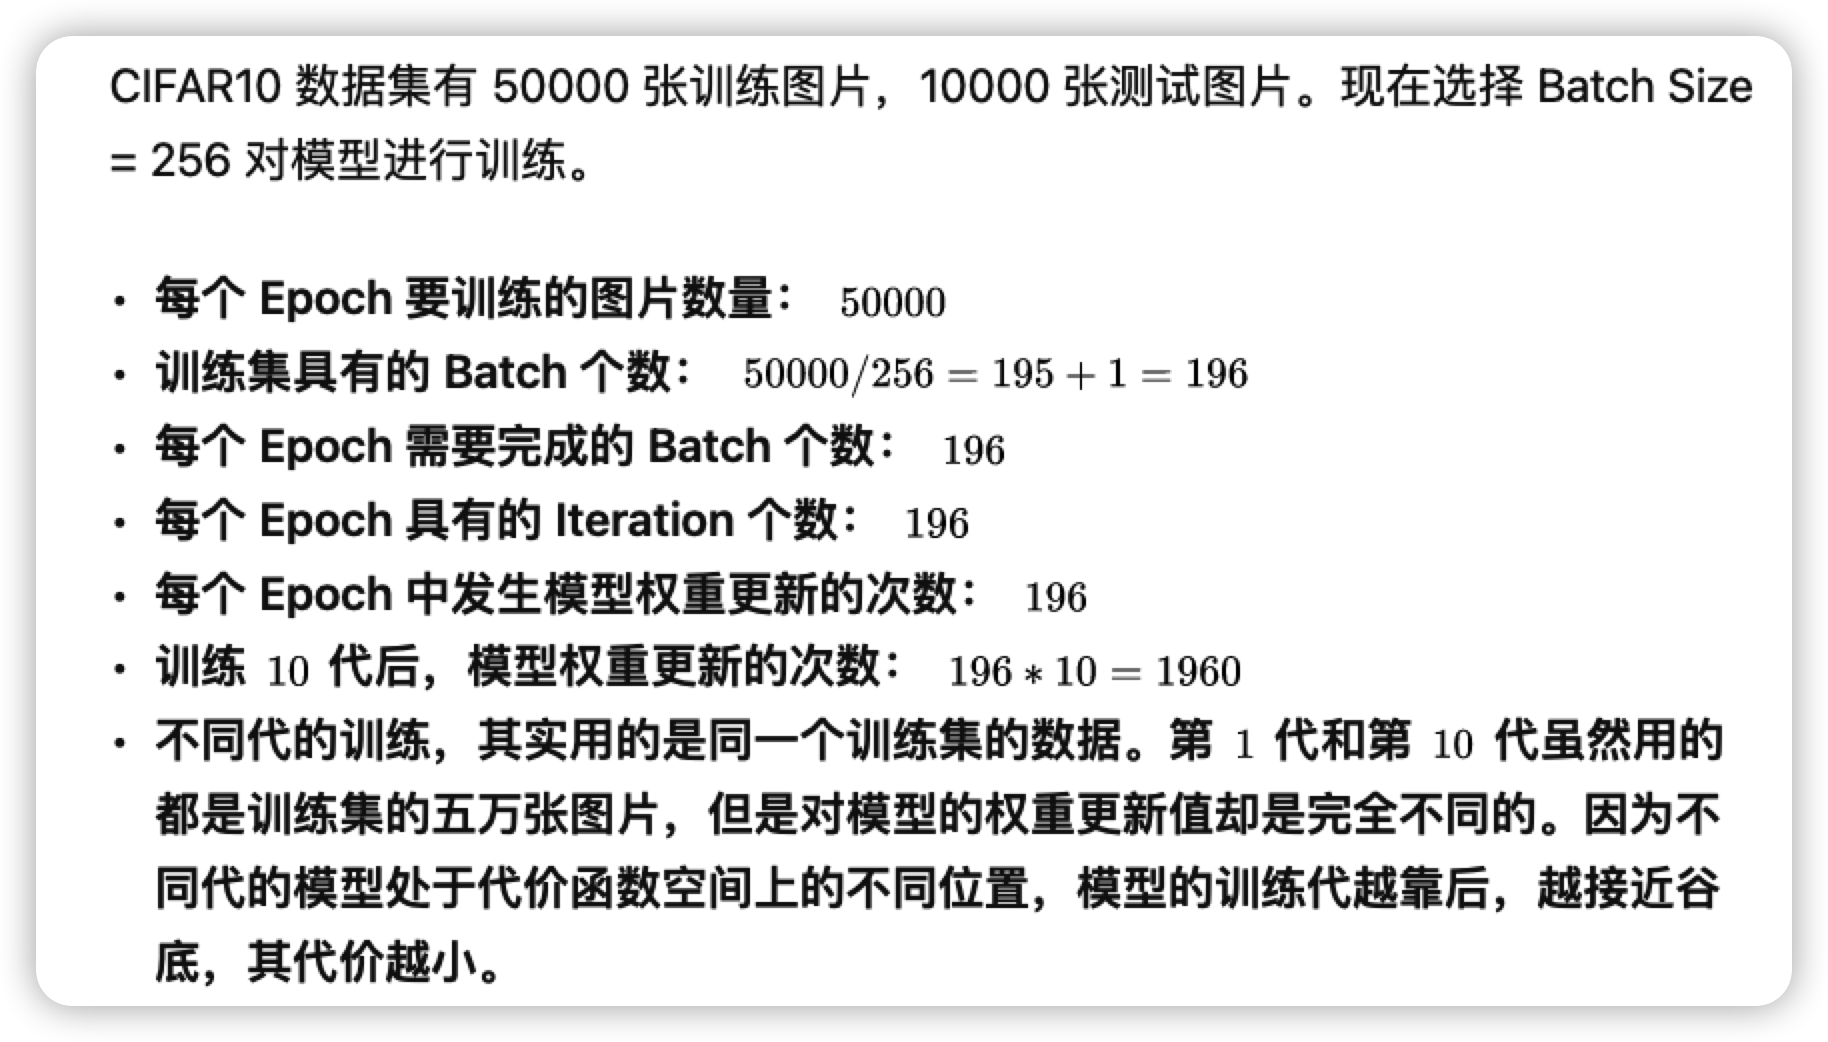 CIFAR10 数据集有 50000 张训练图片，10000 张测试图片。现在选择 Batch Size
= 256 对模型进行训练。
· 每个 Epoch 要训练的图片数量： 50000
· 训练集具有的 Batch 个数： 50000/256 = 195 + 1 = 196
· 每个 Epoch 需要完成的 Batch 个数： 196
· 每个 Epoch 具有的 Iteration 个数： 196
· 每个 Epoch 中发生模型权重更新的次数： 196
· 训练 10 代后，模型权重更新的次数： 196 * 10 = 1960
· 不同代的训练，其实用的是同一个训练集的数据。第 1 代和第 10 代虽然用的
都是训练集的五万张图片，但是对模型的权重更新值却是完全不同的。因为不
同代的模型处于代价函数空间上的不同位置，模型的训练代越靠后，越接近谷
底，其代价越小。